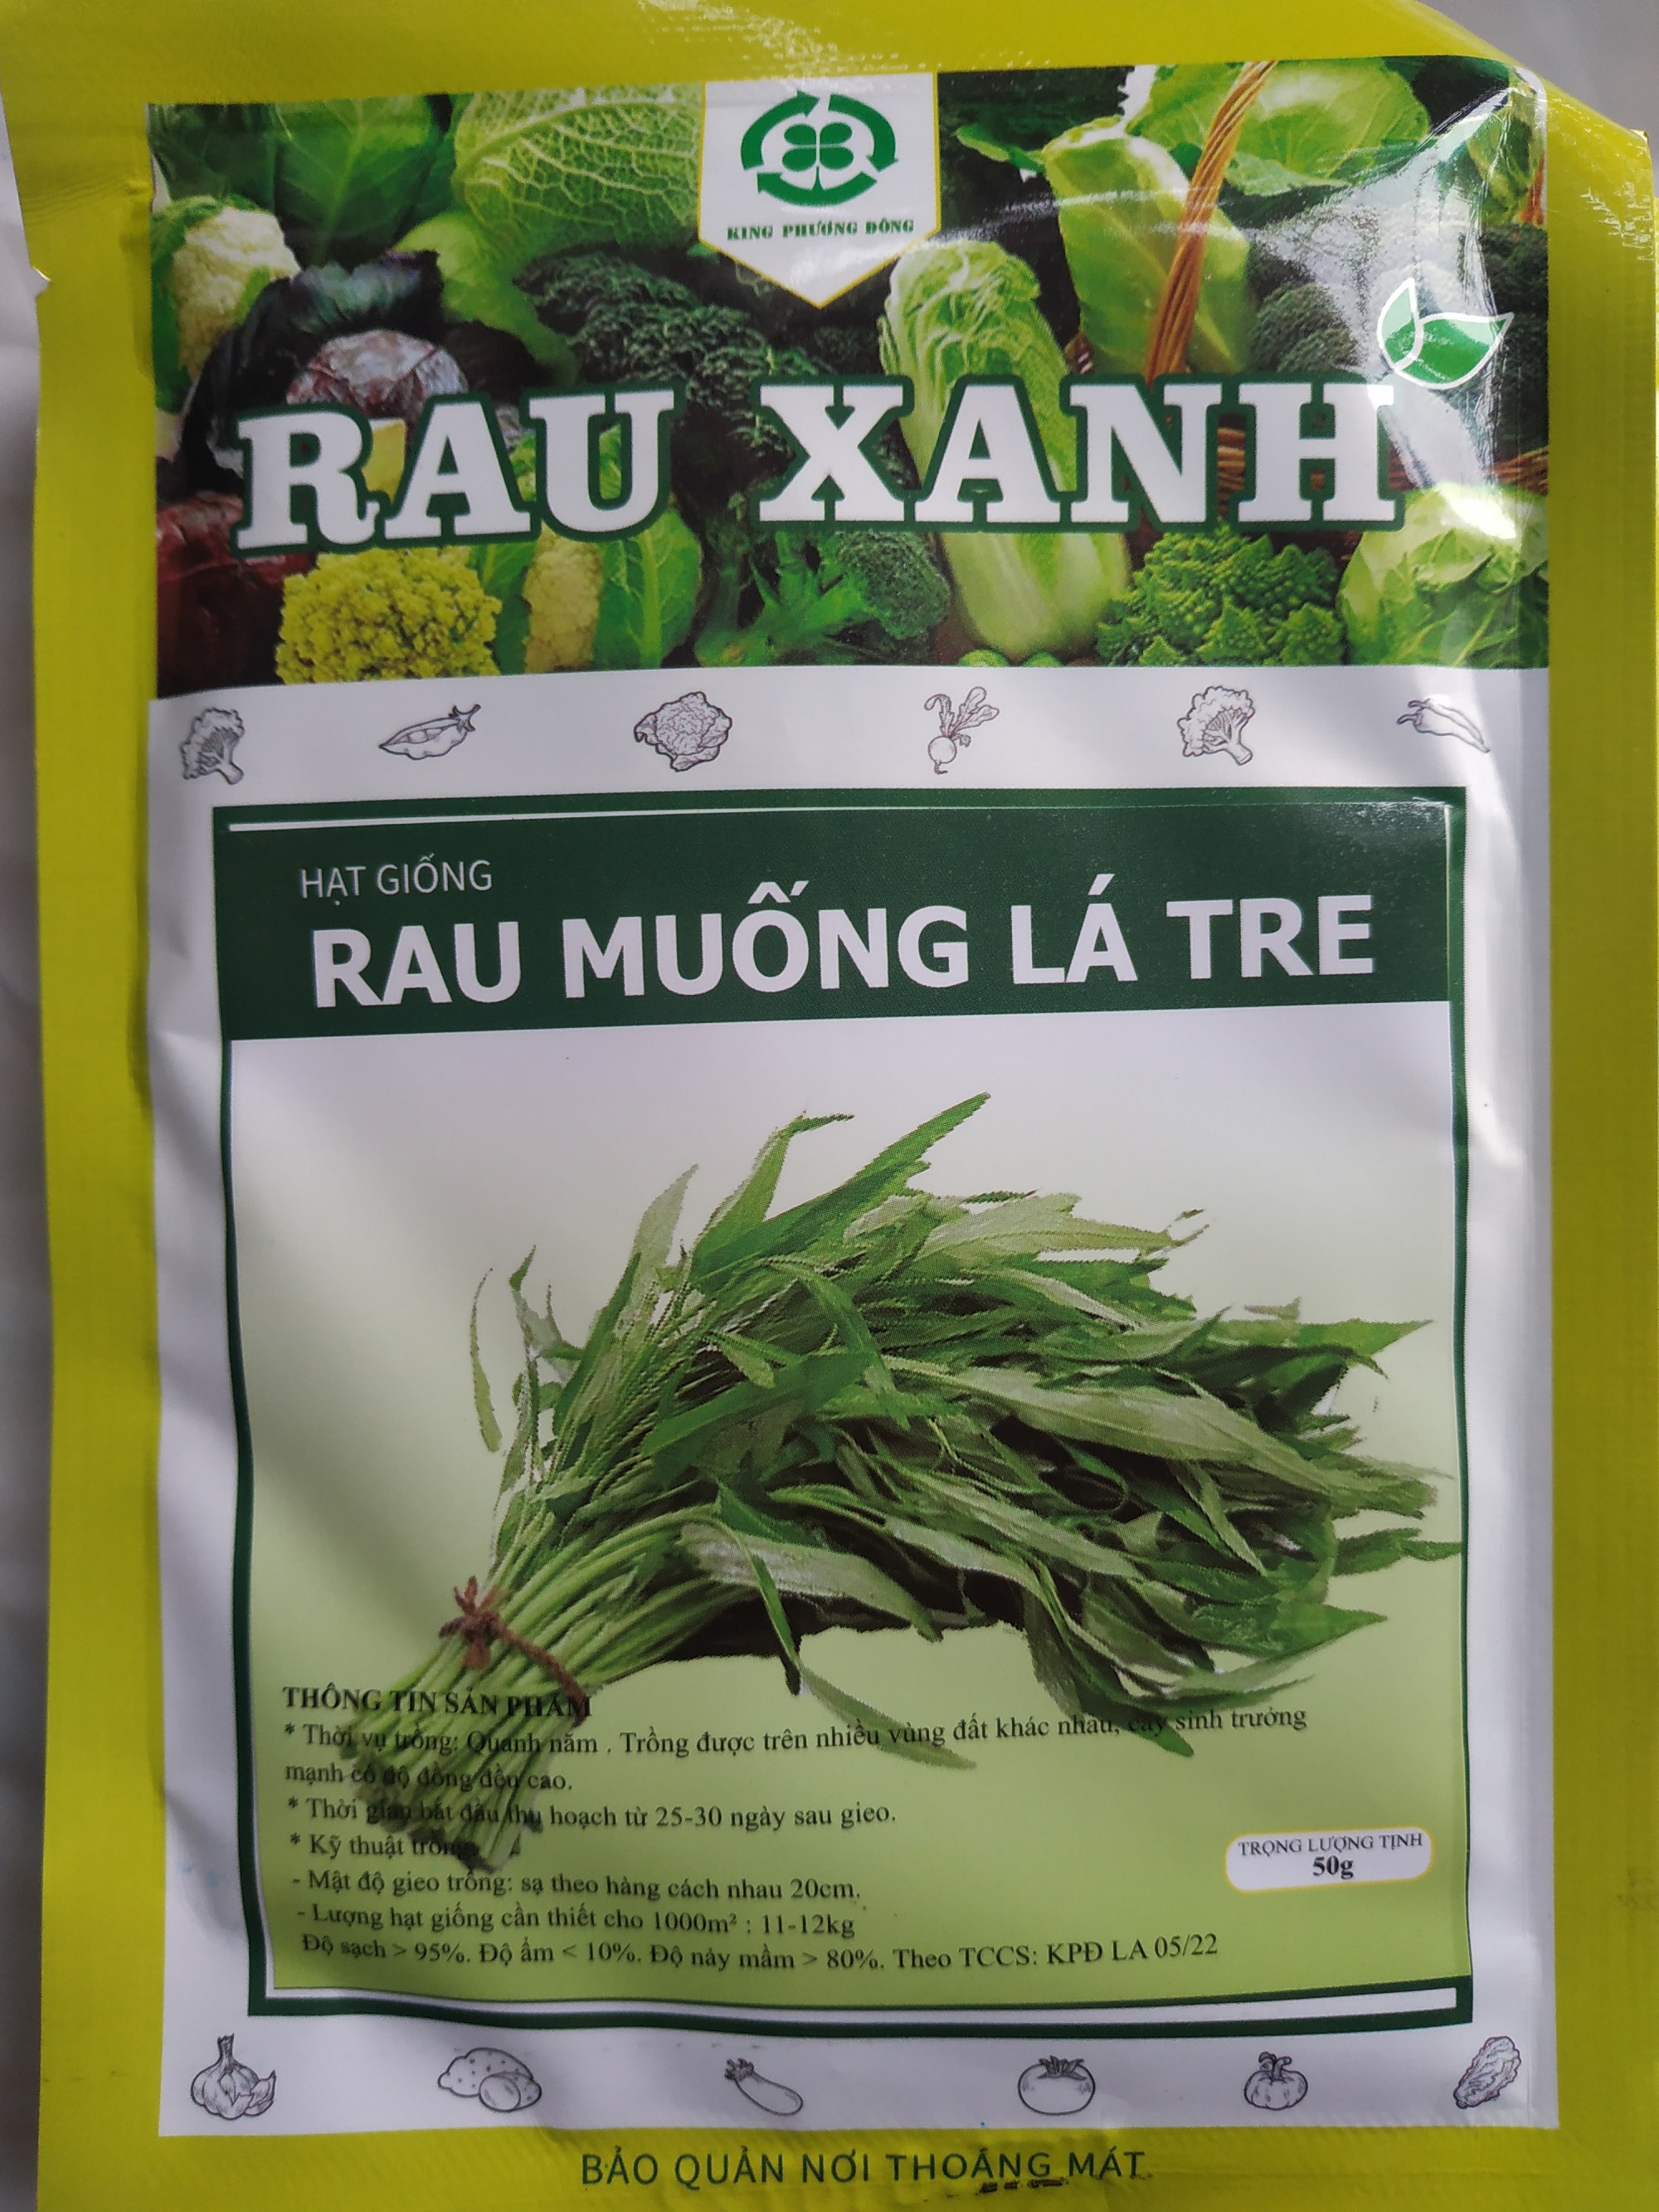 KING PHƯƠNG ĐÔNG
RAU XANH
HẠT GIỐNG
RAU MUỐNG LÁ TRE
THÔNG TIN SẢN PHẨM
* Thời vụ trồng: Quanh năm . Trồng được trên nhiều vùng đất khác nhau, cây sinh trưởng
mạnh có độ đồng đều cao.
* Thời gian bắt đầu thu hoạch từ 25-30 ngày sau gieo.
* Kỹ thuật trồng
- Mật độ gieo trồng: sạ theo hàng cách nhau 20cm.
- Lượng hạt giống cần thiết cho 1000m² : 11-12kg
Độ sạch > 95%. Độ ẩm < 10%. Độ nảy mầm > 80%. Theo TCCS: KPĐ LA 05/22
TRỌNG LƯỢNG TỊNH
50g
BẢO QUẢN NƠI THOÁNG MÁT